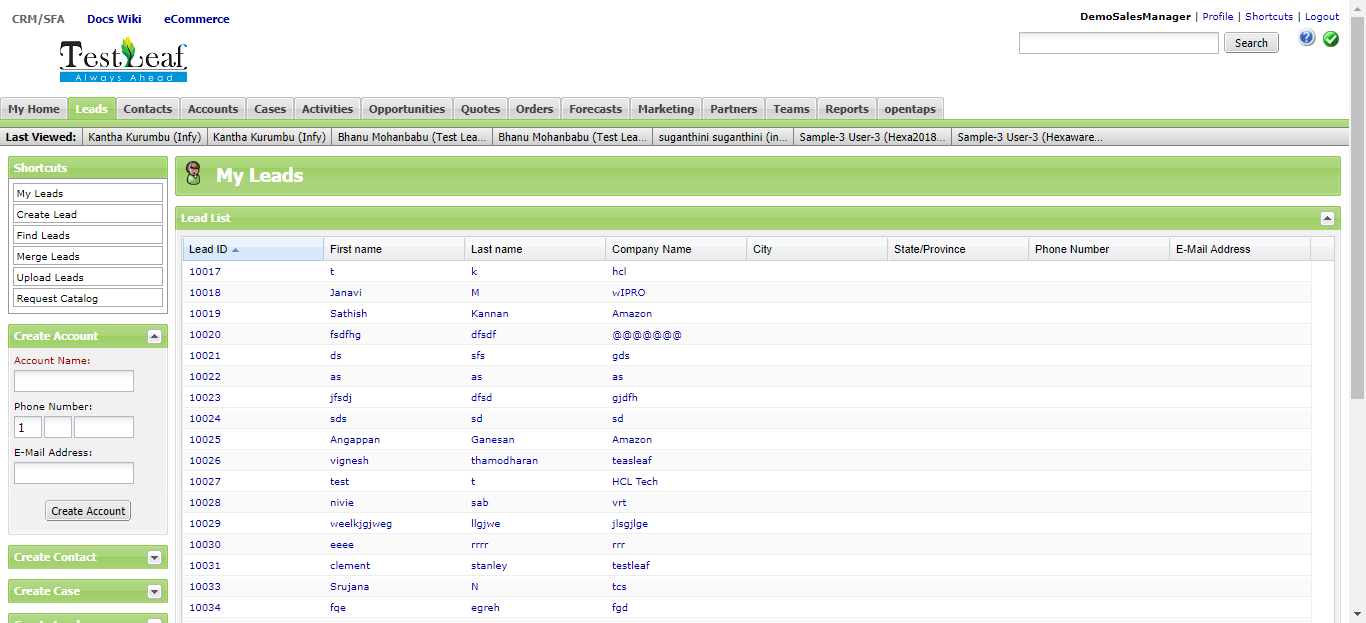 CRM/SFA Docs Wiki eCommerce
DemoSalesManager | Profile | Shortcuts | Logout
TestLeaf
Always Ahead
Search
My Home Leads Contacts Accounts Cases Activities Opportunities Quotes Orders Forecasts Marketing Partners Teams Reports opentaps
Last Viewed: Kantha Kurumbu (Infy) Kantha Kurumbu (Infy) Bhanu Mohanbabu (Test Lea... Bhanu Mohanbabu (Test Lea... suganthini suganthini (in... Sample-3 User-3 (Hexa2018... Sample-3 User-3 (Hexaware...
Shortcuts
My Leads
Create Lead
Find Leads
Merge Leads
Upload Leads
Request Catalog
Create Account
Account Name:
Phone Number:
1
E-Mail Address:
Create Account
Create Contact
Create Case
My Leads
Lead List
Lead ID First name Last name Company Name City State/Province Phone Number E-Mail Address
10017 t k hcl
10018 Janavi M wIPRO
10019 Sathish Kannan Amazon
10020 fsdfhg dfsdf @@@@@@@
10021 ds sfs gds
10022 as as as
10023 jfsdj dfsd gjdfh
10024 sds sd sd
10025 Angappan Ganesan Amazon
10026 vignesh thamodharan teasleaf
10027 test t HCL Tech
10028 nivie sab vrt
10029 weelkjgjweg llgjwe jlsgjlge
10030 eeee rrrr rrr
10031 clement stanley testleaf
10033 Srujana N tcs
10034 fqe egreh fgd